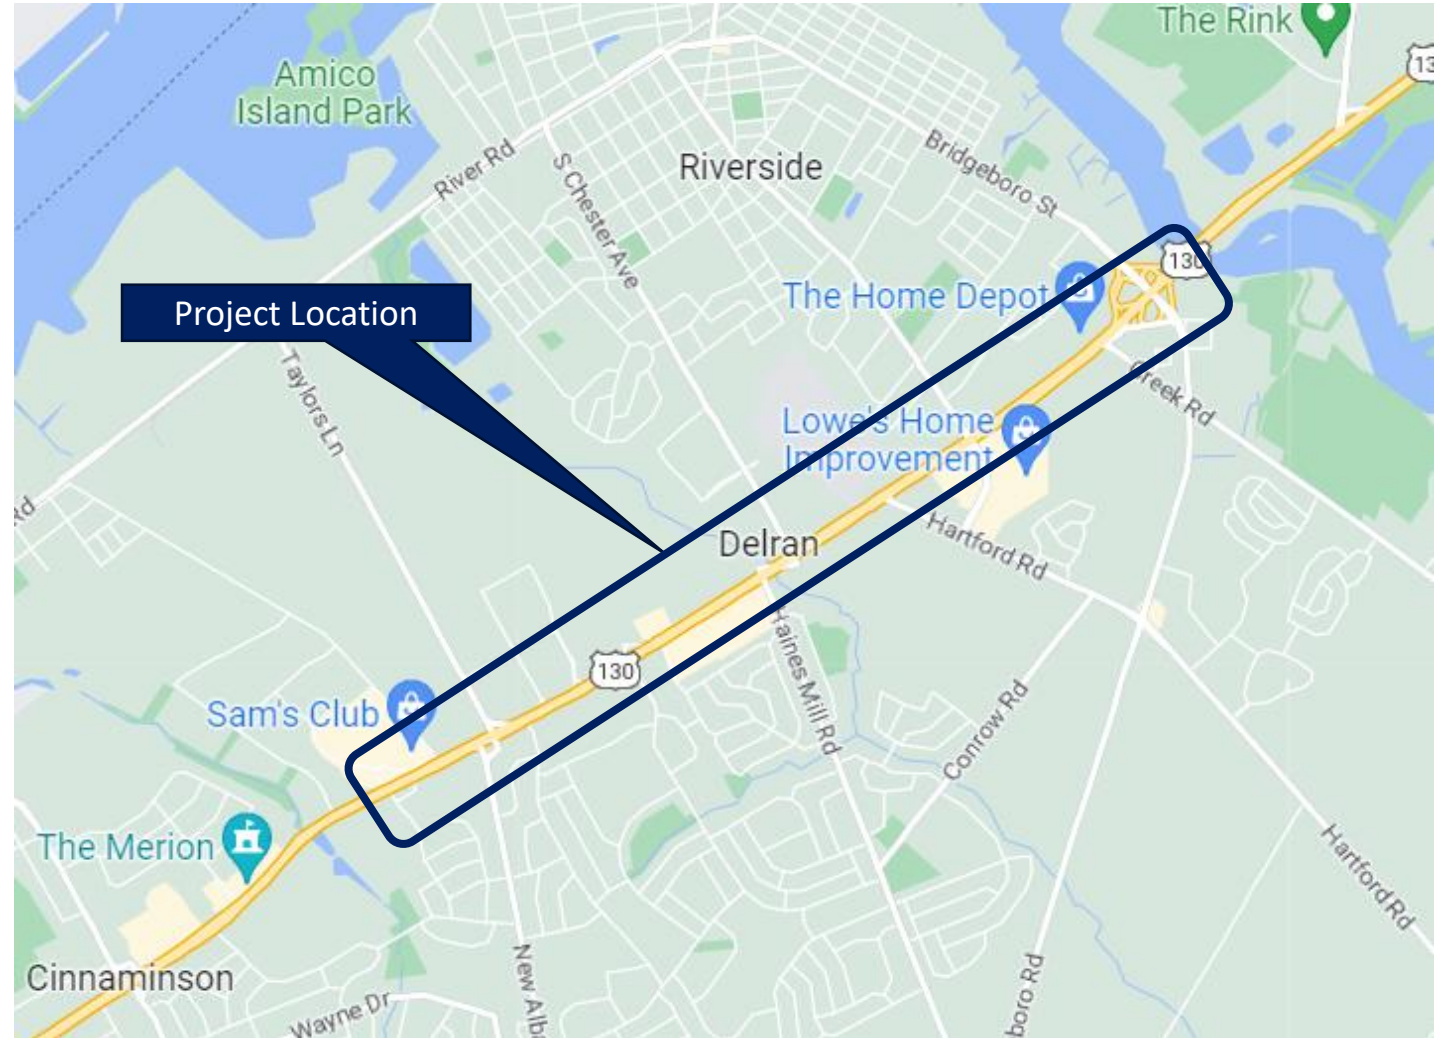 The Rink
13
Amico
Island Park
River Rd
S Chester Ave
Riverside
Bridgeboro St
130
The Home Depot
Project Location
Taylors Ln
Creek Rd
Lowe's Home
Improvement
Rd
Delran
Hartford Rd
130
Haines Mill Rd
Sam's Club
Conrow Rd
The Merion
Hartford Rd
Cinnaminson
New Alb
Wayne Dr
boro Rd